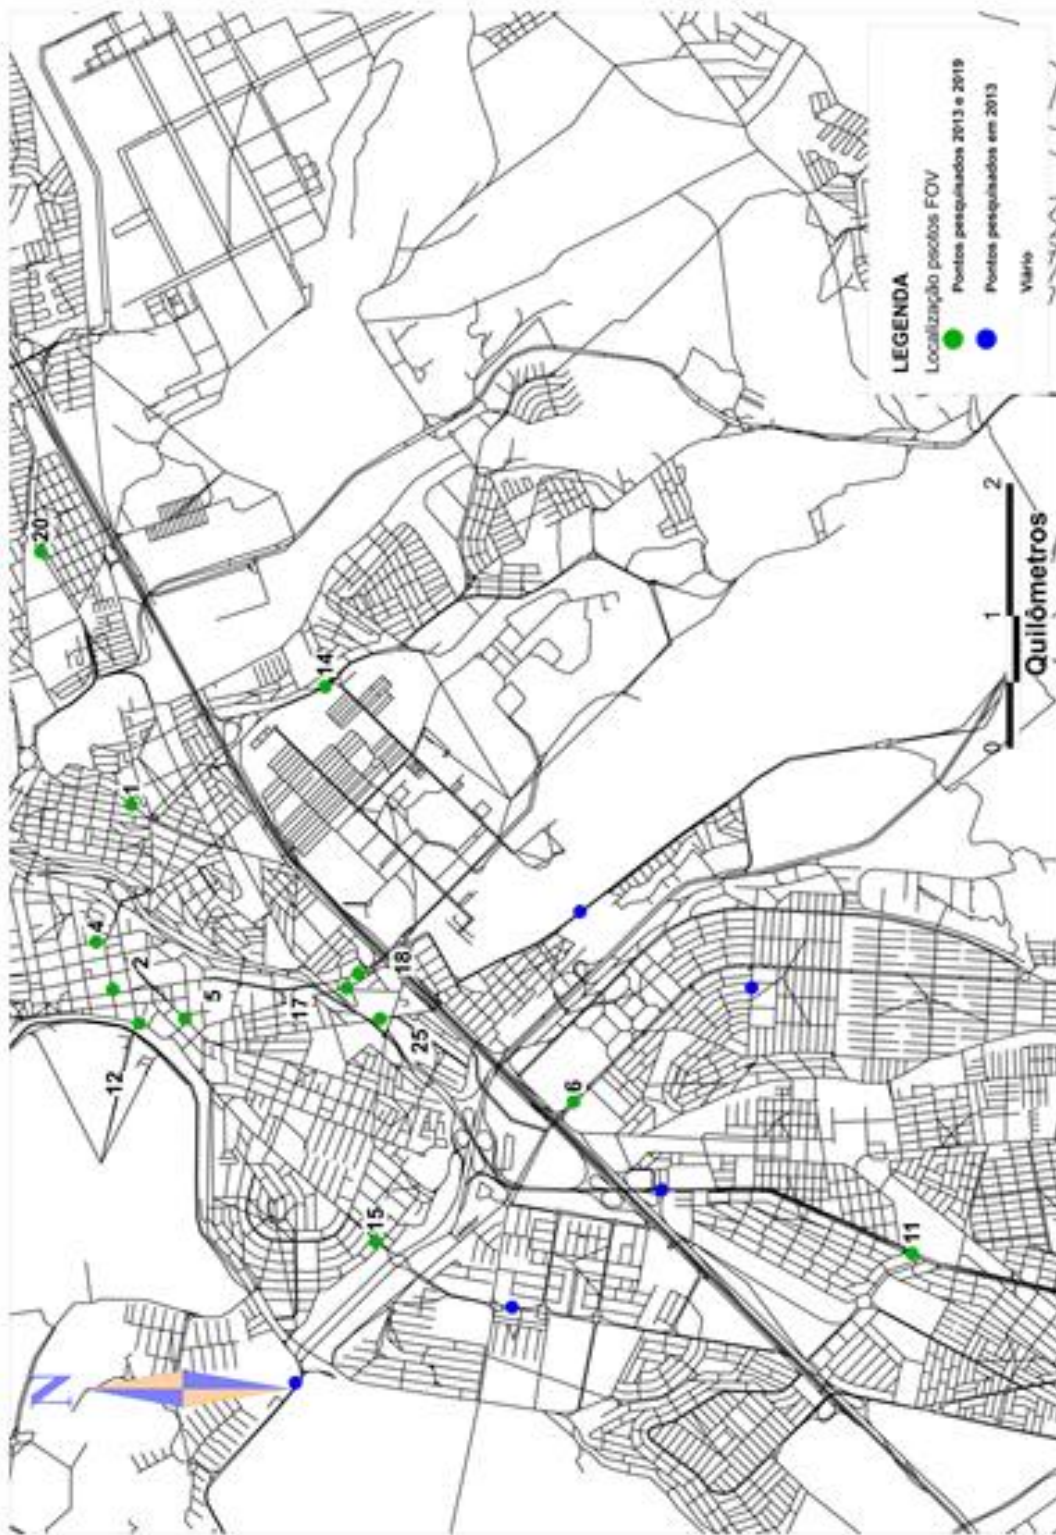 N
20
1
4
2
5
12
14
17
18
25
15
6
11
LEGENDA
Localização psotos FOV
Pontos pesquisados 2013 e 2019
Pontos pesquisados em 2013
Viário
0 1 2
Quilômetros